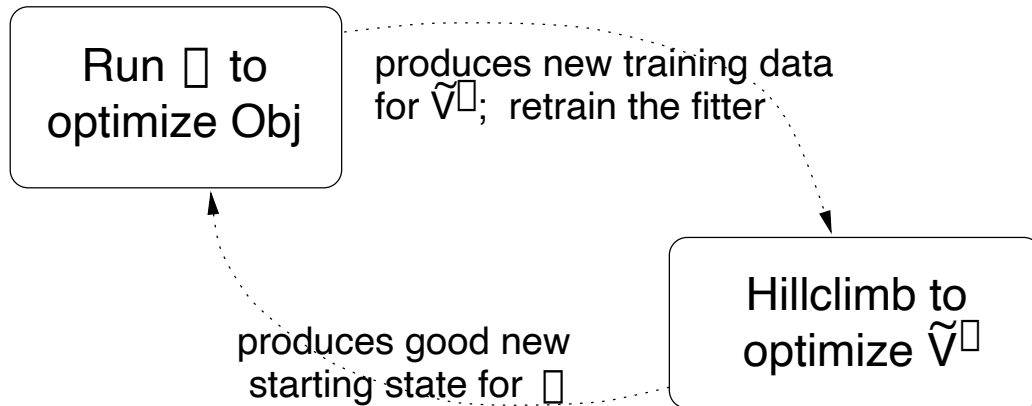 Run ▯ to
optimize Obj
produces new training data
for Ṽ▯; retrain the fitter
Hillclimb to
optimize Ṽ▯
produces good new
starting state for ▯